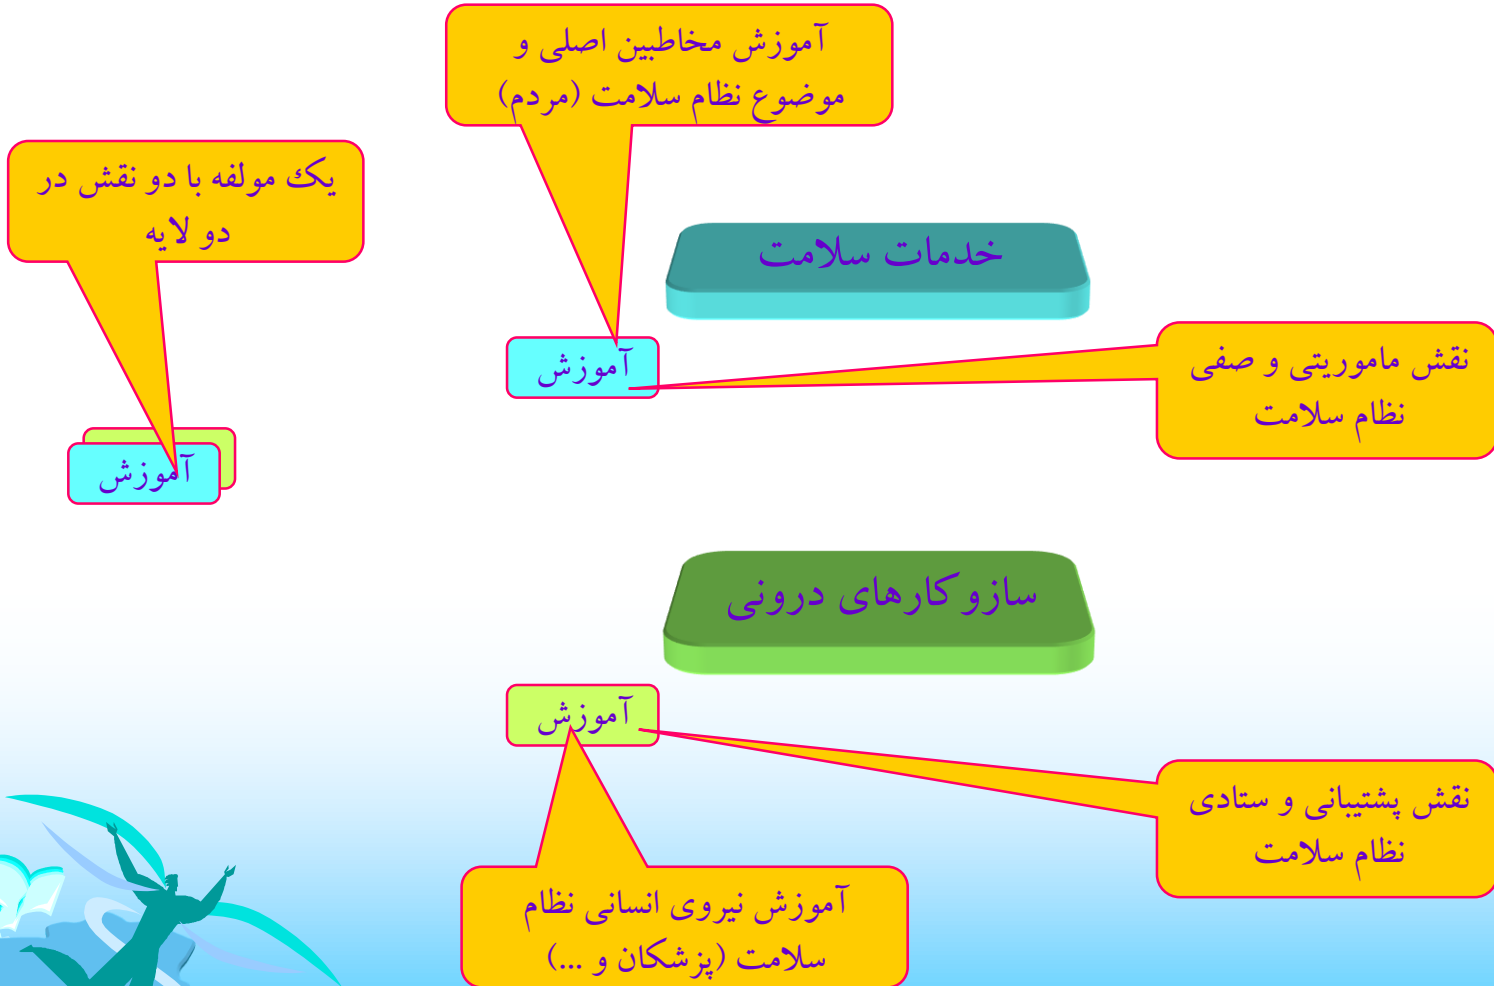 آموزش مخاطبین اصلی و
موضوع نظام سلامت (مردم)
یک مولفه با دو نقش در
دو لایه
خدمات سلامت
آموزش
نقش ماموریتی و صفی
نظام سلامت
آموزش
سازوکارهای درونی
آموزش
نقش پشتیبانی و ستادی
نظام سلامت
آموزش نیروی انسانی نظام
سلامت (پزشکان و ...)